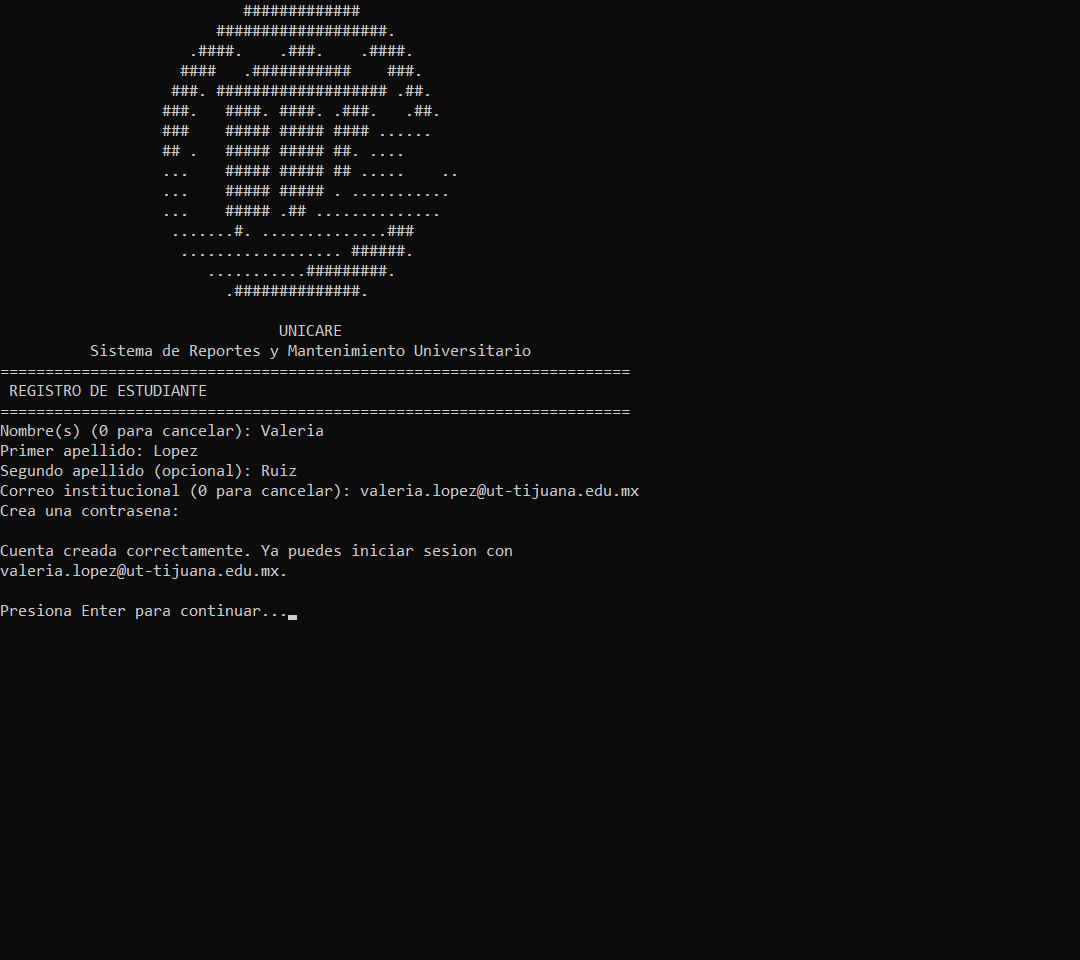 UNICARE
Sistema de Reportes y Mantenimiento Universitario
======================================================================
REGISTRO DE ESTUDIANTE
======================================================================
Nombre(s) (0 para cancelar): Valeria
Primer apellido: Lopez
Segundo apellido (opcional): Ruiz
Correo institucional (0 para cancelar): valeria.lopez@ut-tijuana.edu.mx
Crea una contrasena:
Cuenta creada correctamente. Ya puedes iniciar sesion con
valeria.lopez@ut-tijuana.edu.mx.
Presiona Enter para continuar...